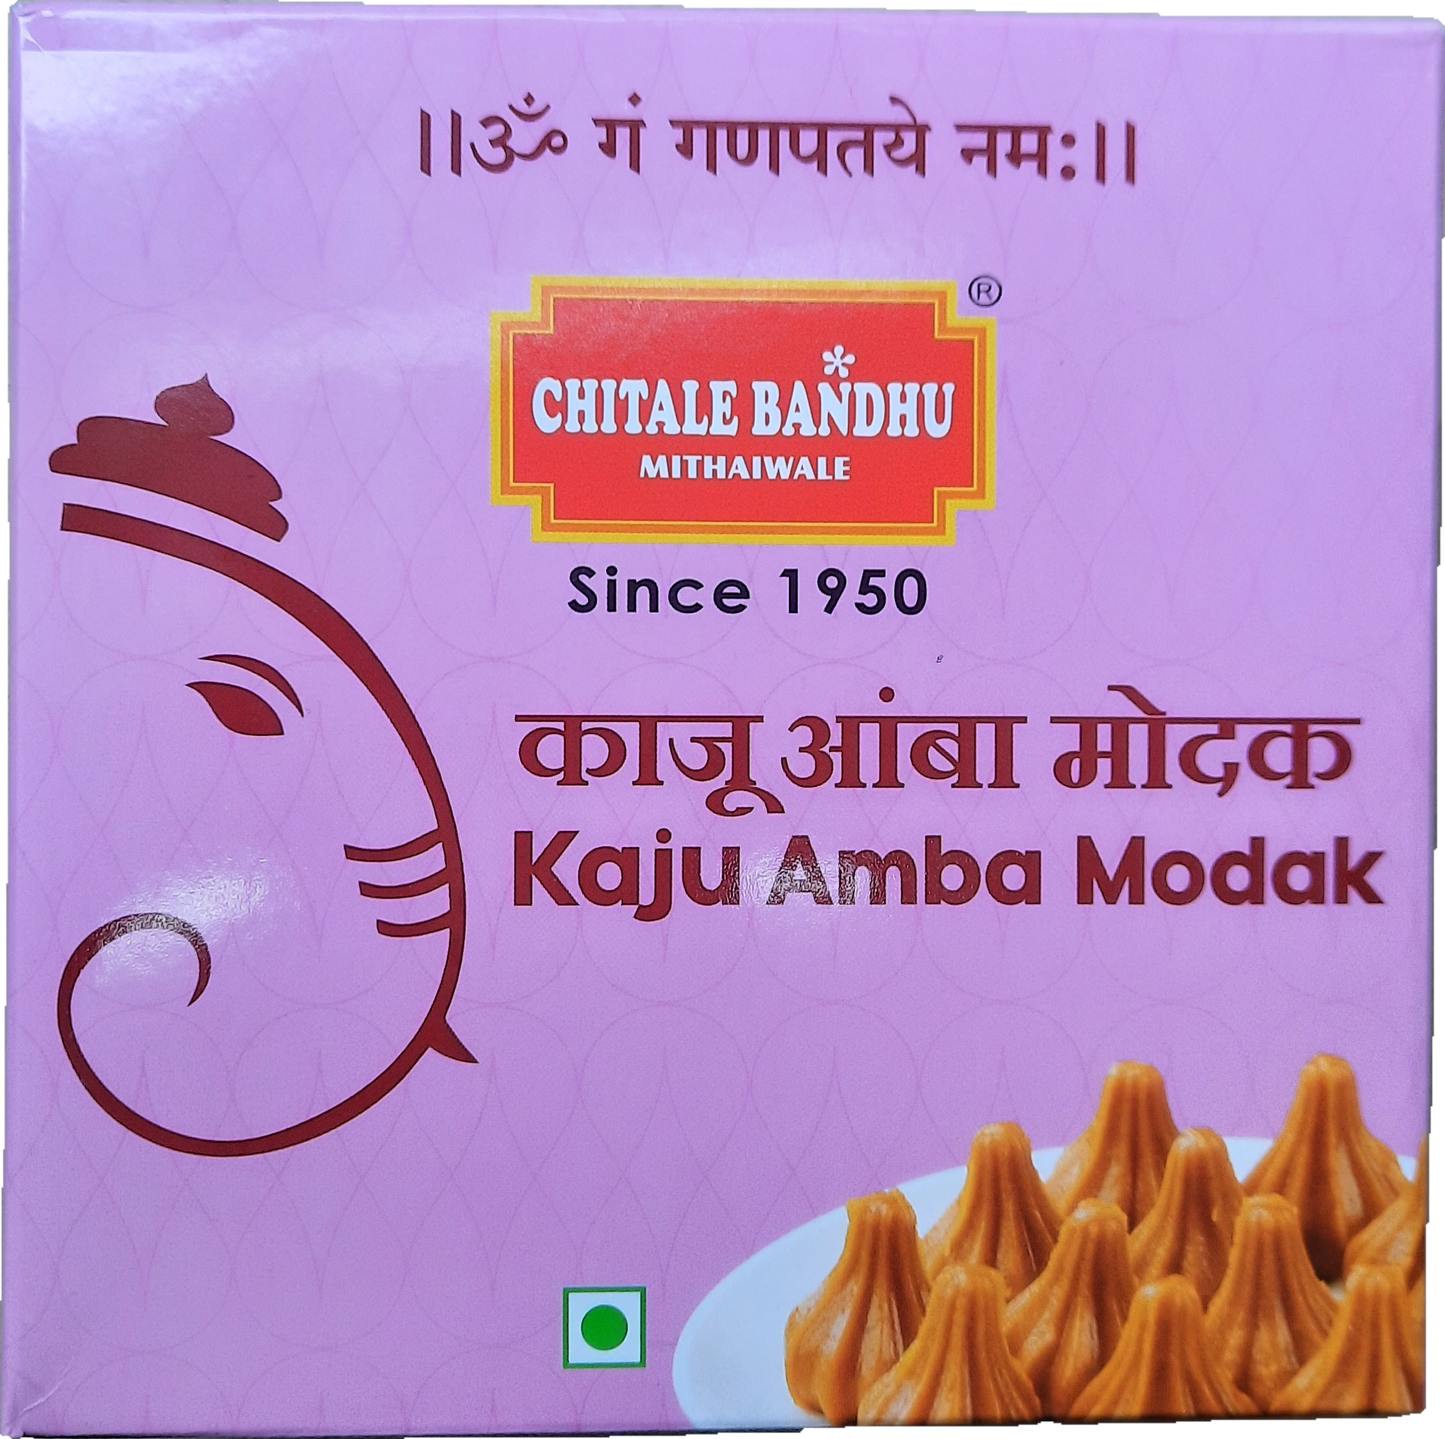 ।।ॐ गं गणपतये नमः।।
®
CHITALE BANDHU
MITHAIWALE
Since 1950
काजू आंबा मोदक
Kaju Amba Modak